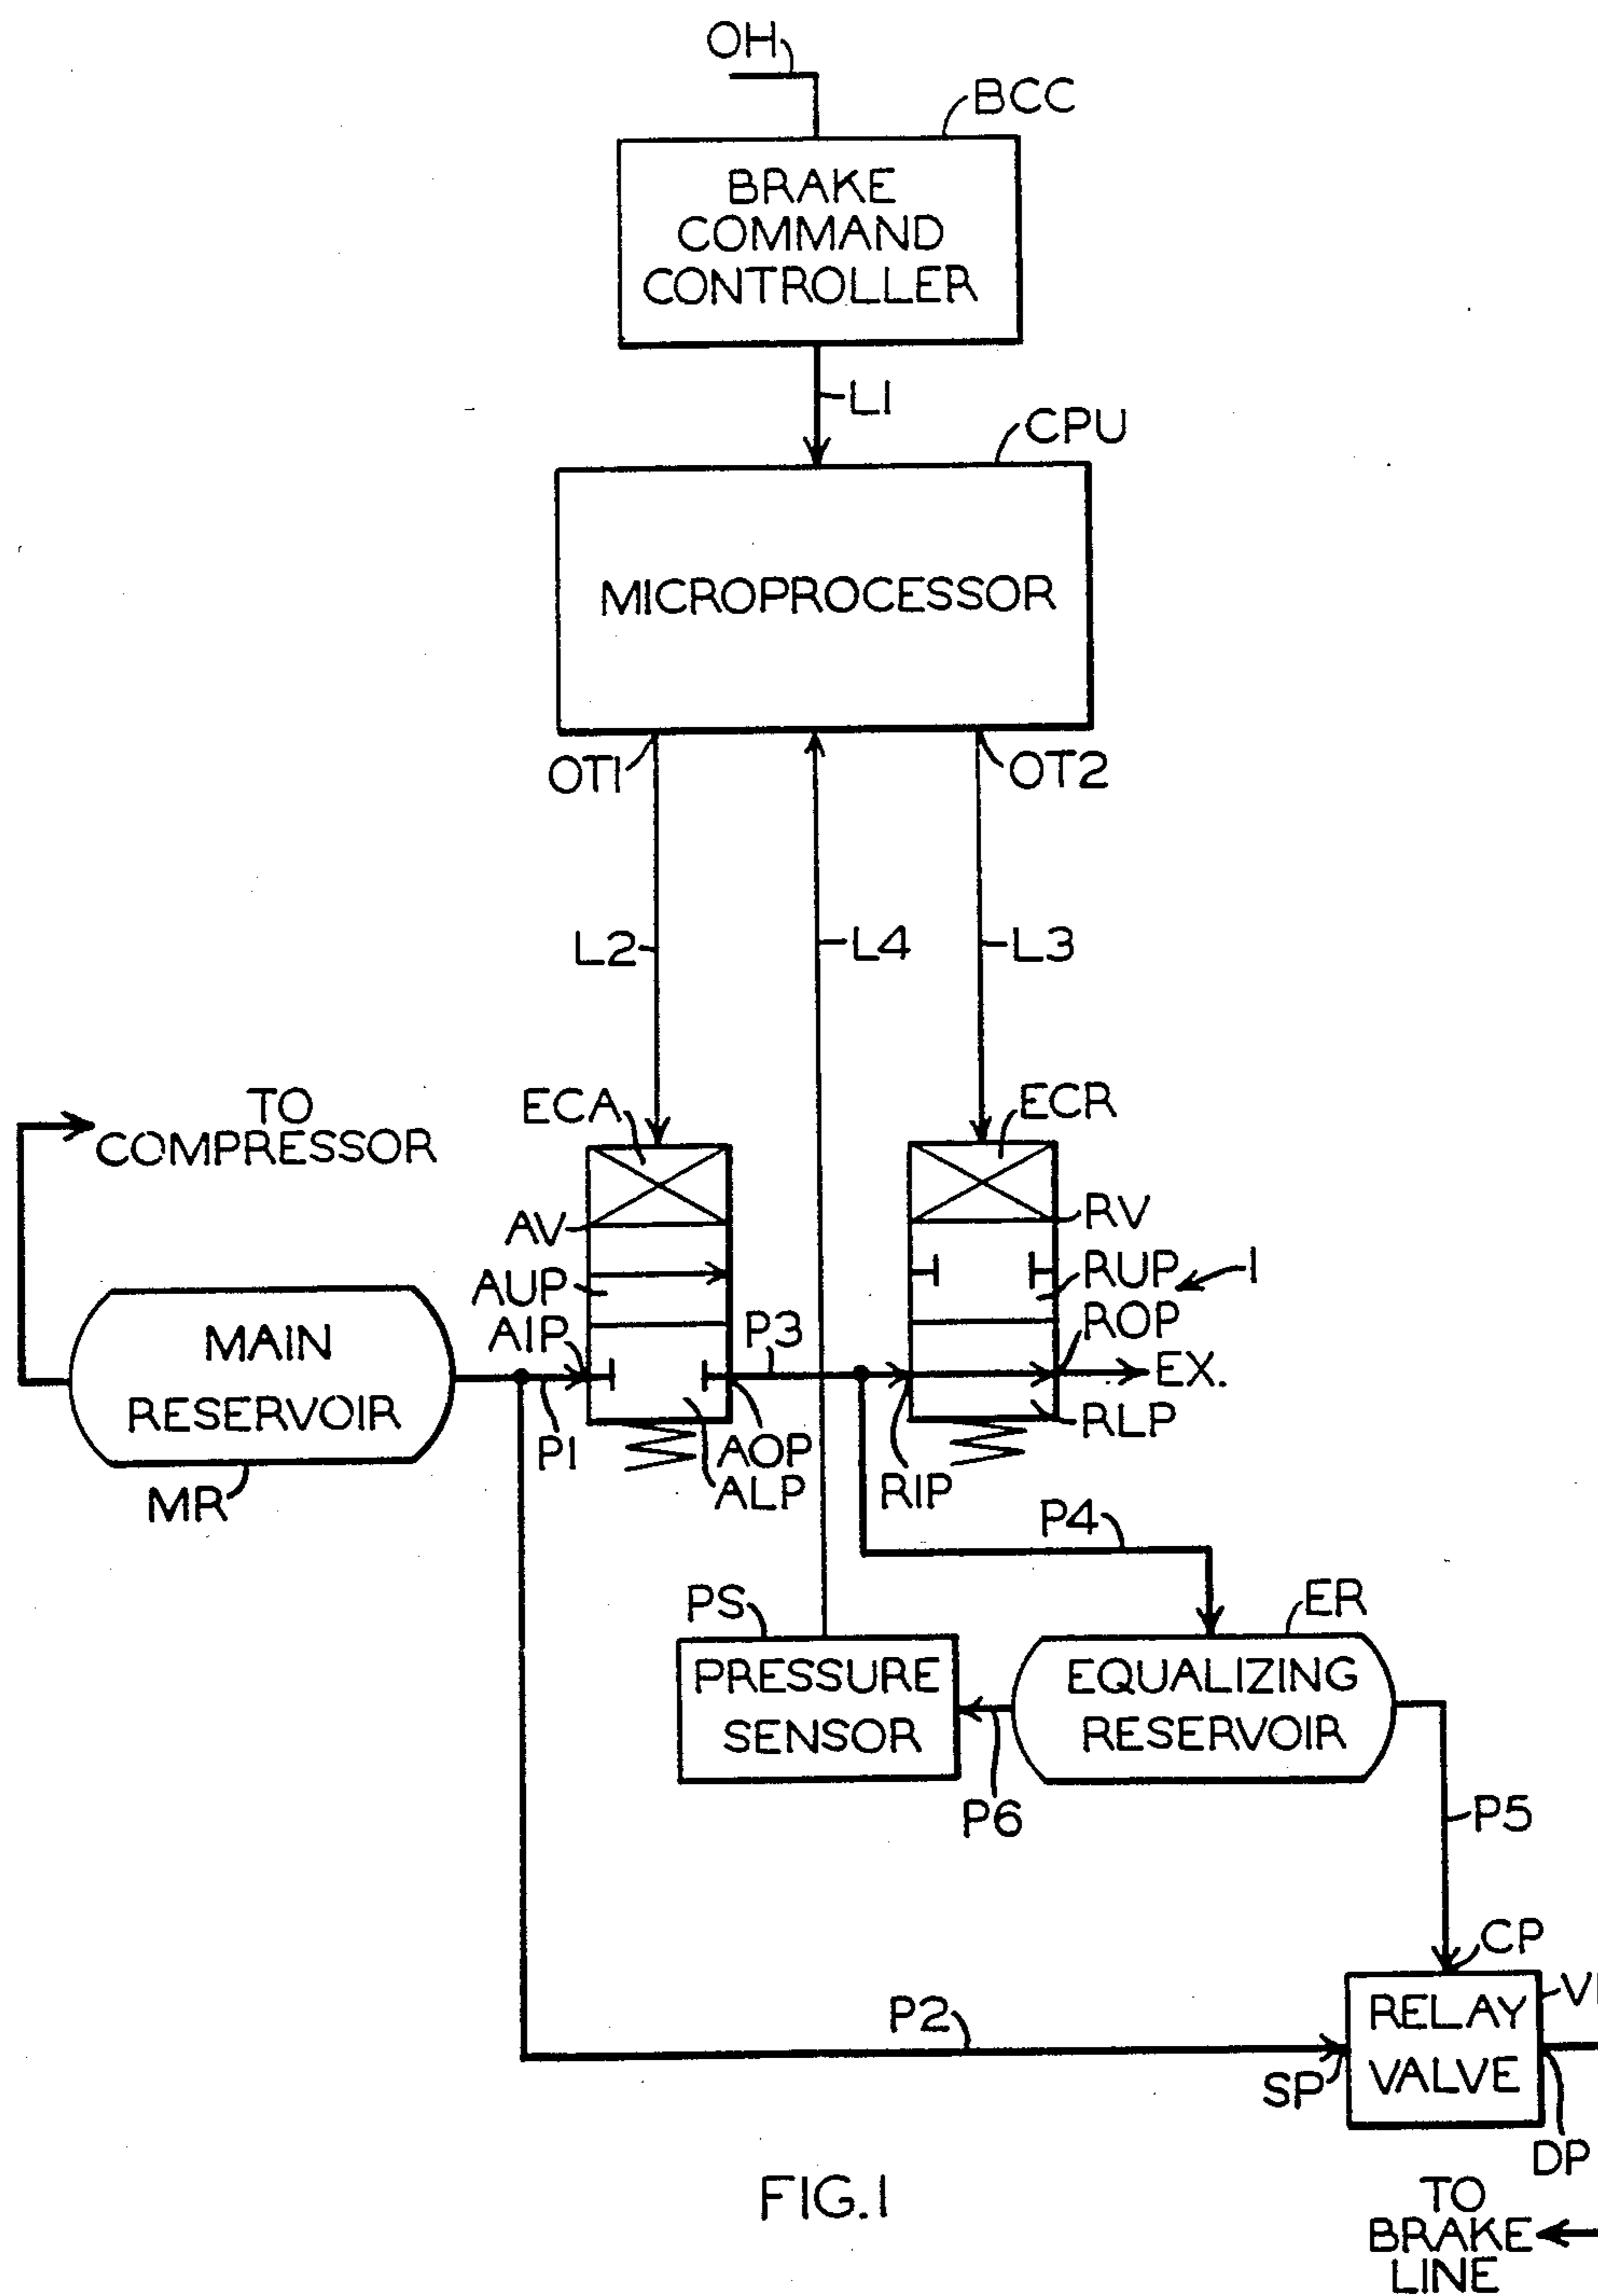 OH
BCC
BRAKE
COMMAND
CONTROLLER
L1
CPU
MICROPROCESSOR
OT1
OT2
L2
L4
L3
TO
COMPRESSOR
ECA
ECR
AV
RV
AUP
RUP
1
AIP
P3
ROP
MAIN
RESERVOIR
EX.
P1
AOP
RLP
ALP
RIP
MR
P4
PS
ER
PRESSURE
SENSOR
EQUALIZING
RESERVOIR
P6
P5
CP
P2
RELAY
VALVE
SP
DP
FIG.1
TO
BRAKE
LINE